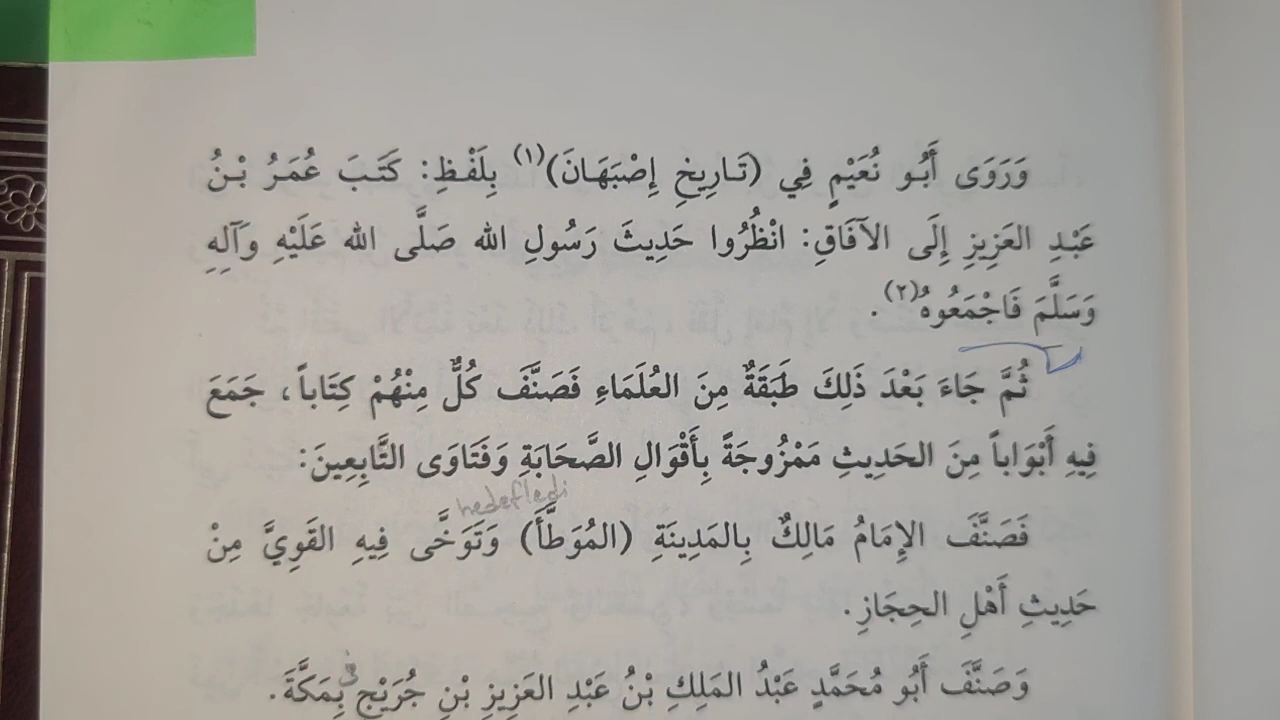 وَرَوَى أَبُو نُعَيْمٍ فِي (تَارِيخِ إِصْبَهَانَ)(١) بِلَفْظِ: كَتَبَ عُمَرُ بْنُ
عَبْدِ العَزِيزِ إِلَى الآفَاقِ: انْظُرُوا حَدِيثَ رَسُولِ الله صَلَّى الله عَلَيْهِ وَآلِهِ
وَسَلَّمَ فَاجْمَعُوهُ(٢).
ثُمَّ جَاءَ بَعْدَ ذَلِكَ طَبَقَةٌ مِنَ العُلَمَاءِ فَصَنَّفَ كُلٌّ مِنْهُمْ كِتَاباً، جَمَعَ
فِيهِ أَبْوَاباً مِنَ الحَدِيثِ مَمْزُوجَةً بِأَقْوَالِ الصَّحَابَةِ وَفَتَاوَى التَّابِعِينَ:
hedefledi
فَصَنَّفَ الإِمَامُ مَالِكٌ بِالمَدِينَةِ (المُوَطَّأَ) وَتَوَخَّى فِيهِ القَوِيَّ مِنْ
حَدِيثِ أَهْلِ الحِجَازِ.
وَصَنَّفَ أَبُو مُحَمَّدٍ عَبْدُ المَلِكِ بْنُ عَبْدِ العَزِيزِ بْنِ جُرَيْجٍ بِمَكَّةَ.